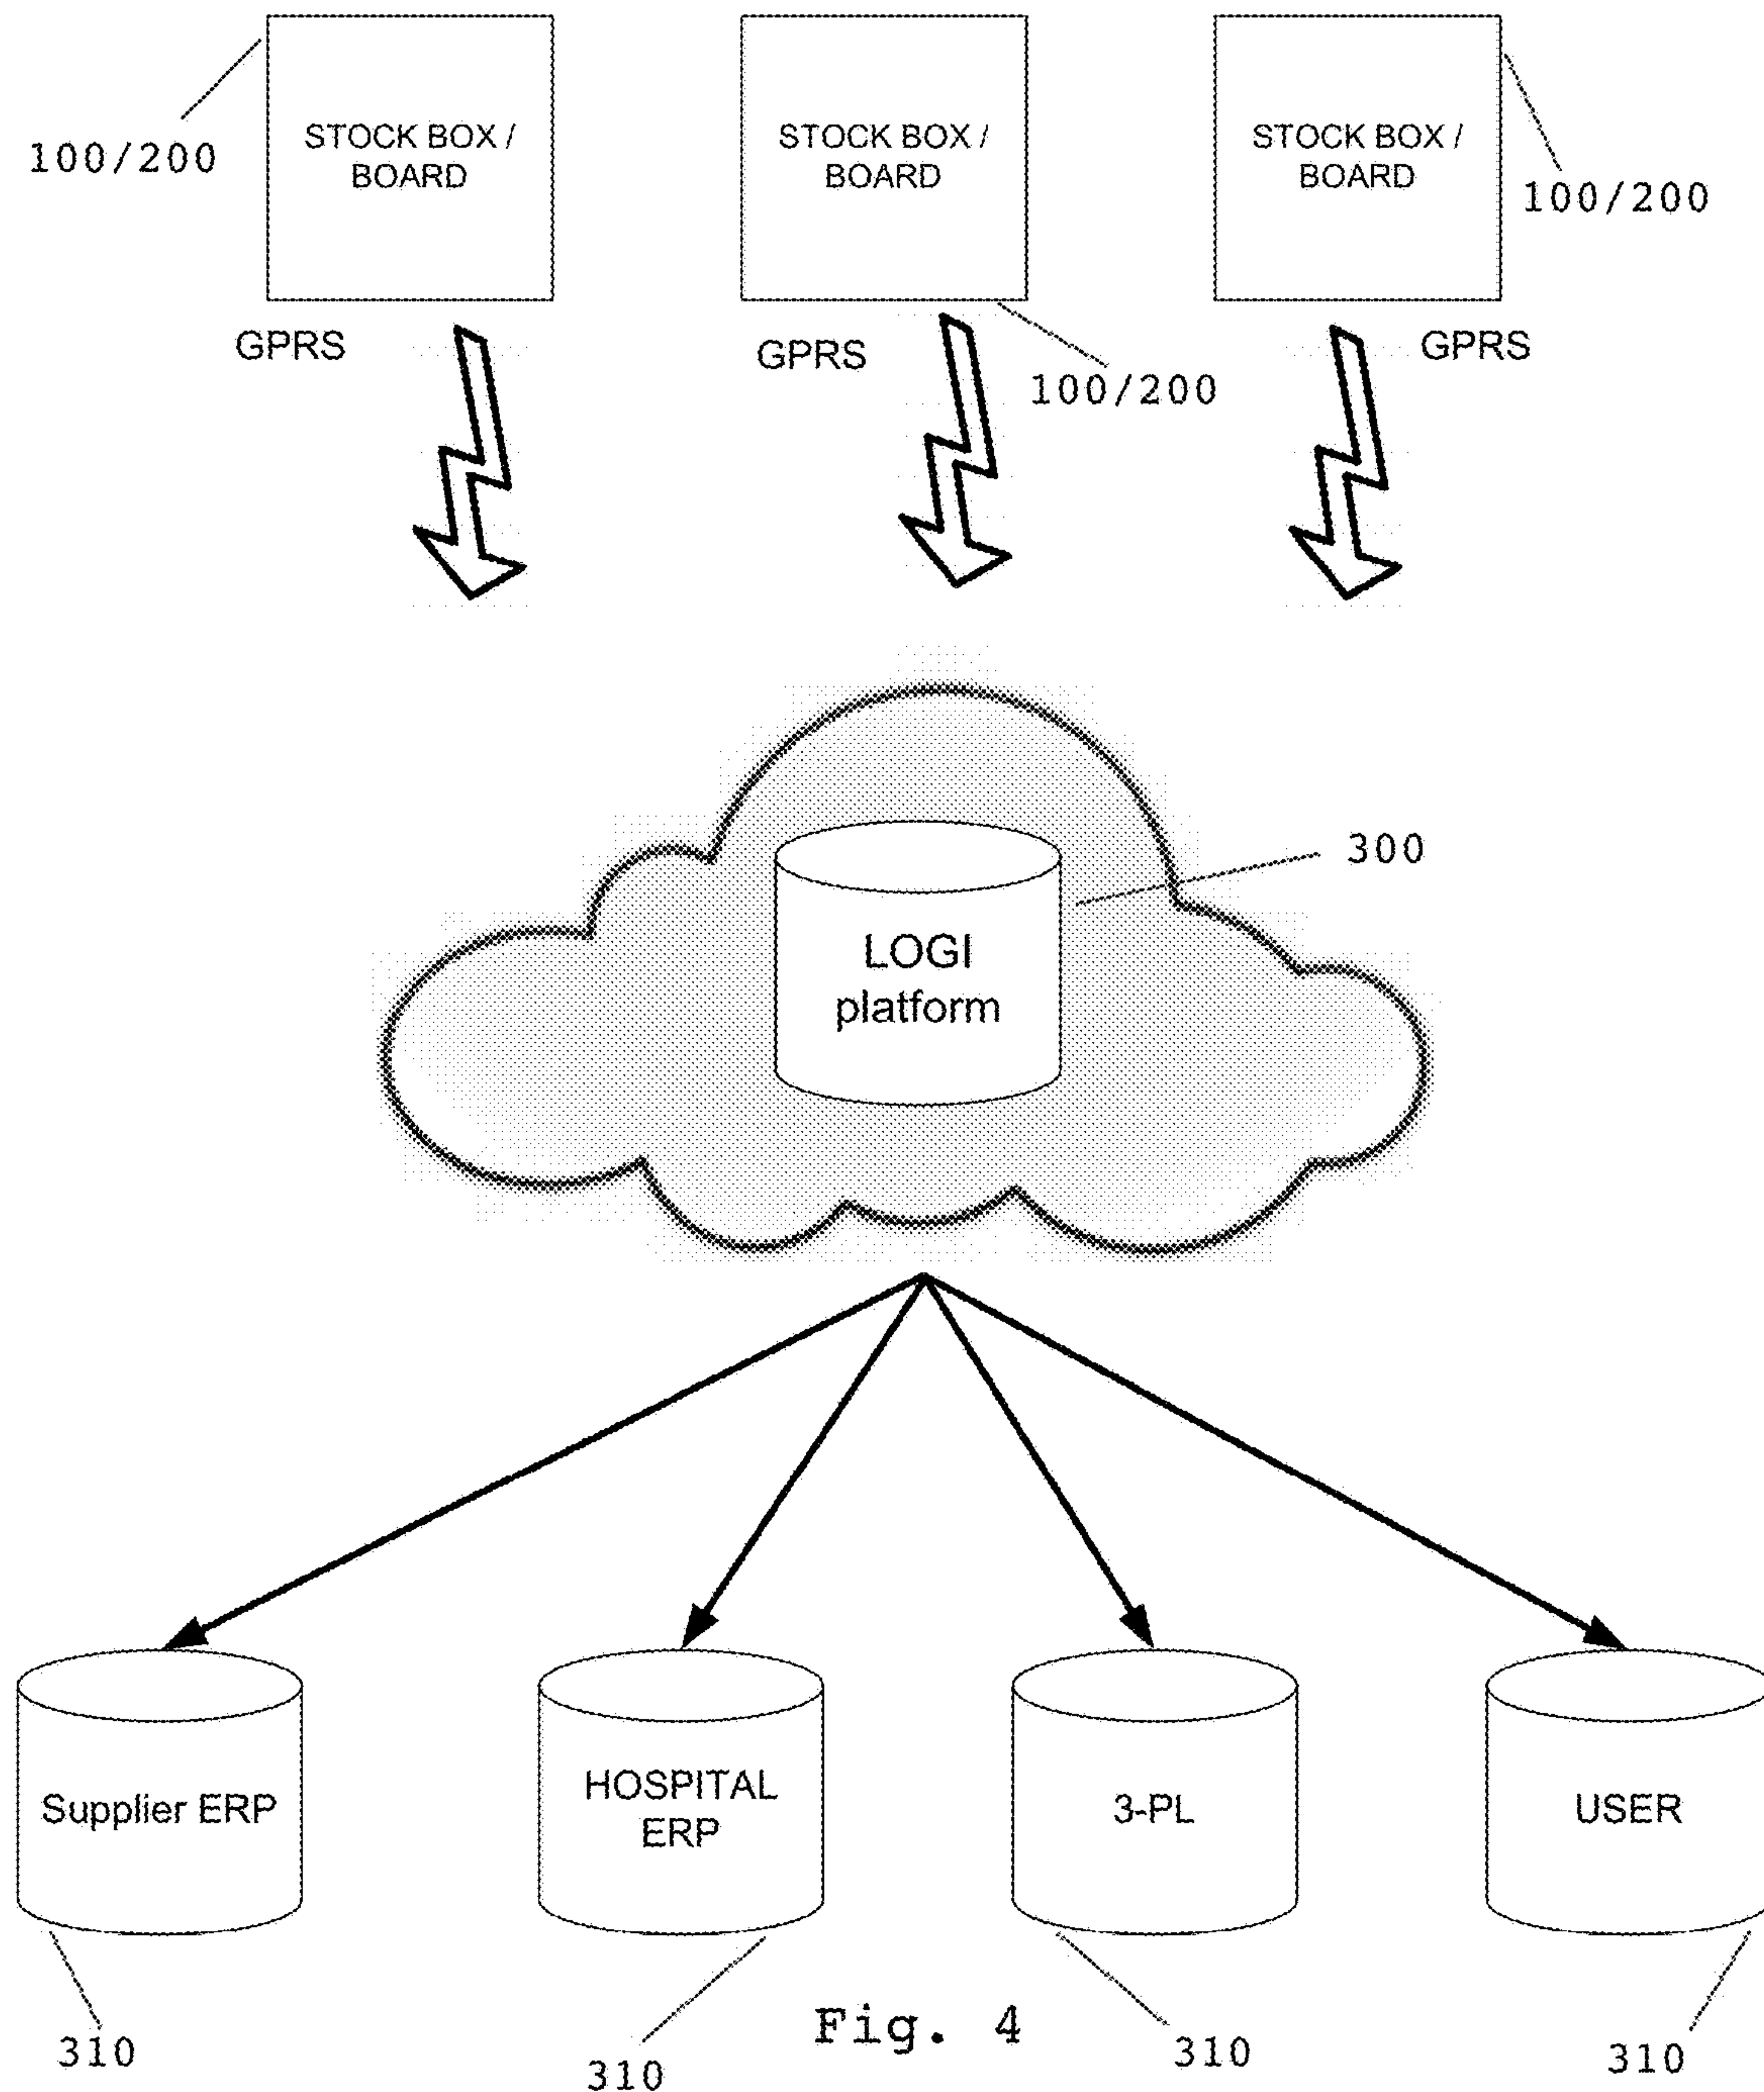 STOCK BOX /
BOARD
STOCK BOX /
BOARD
STOCK BOX /
BOARD
100/200
100/200
GPRS
GPRS
GPRS
100/200
300
LOGI
platform
Supplier ERP
HOSPITAL
ERP
3-PL
USER
Fig. 4
310
310
310
310